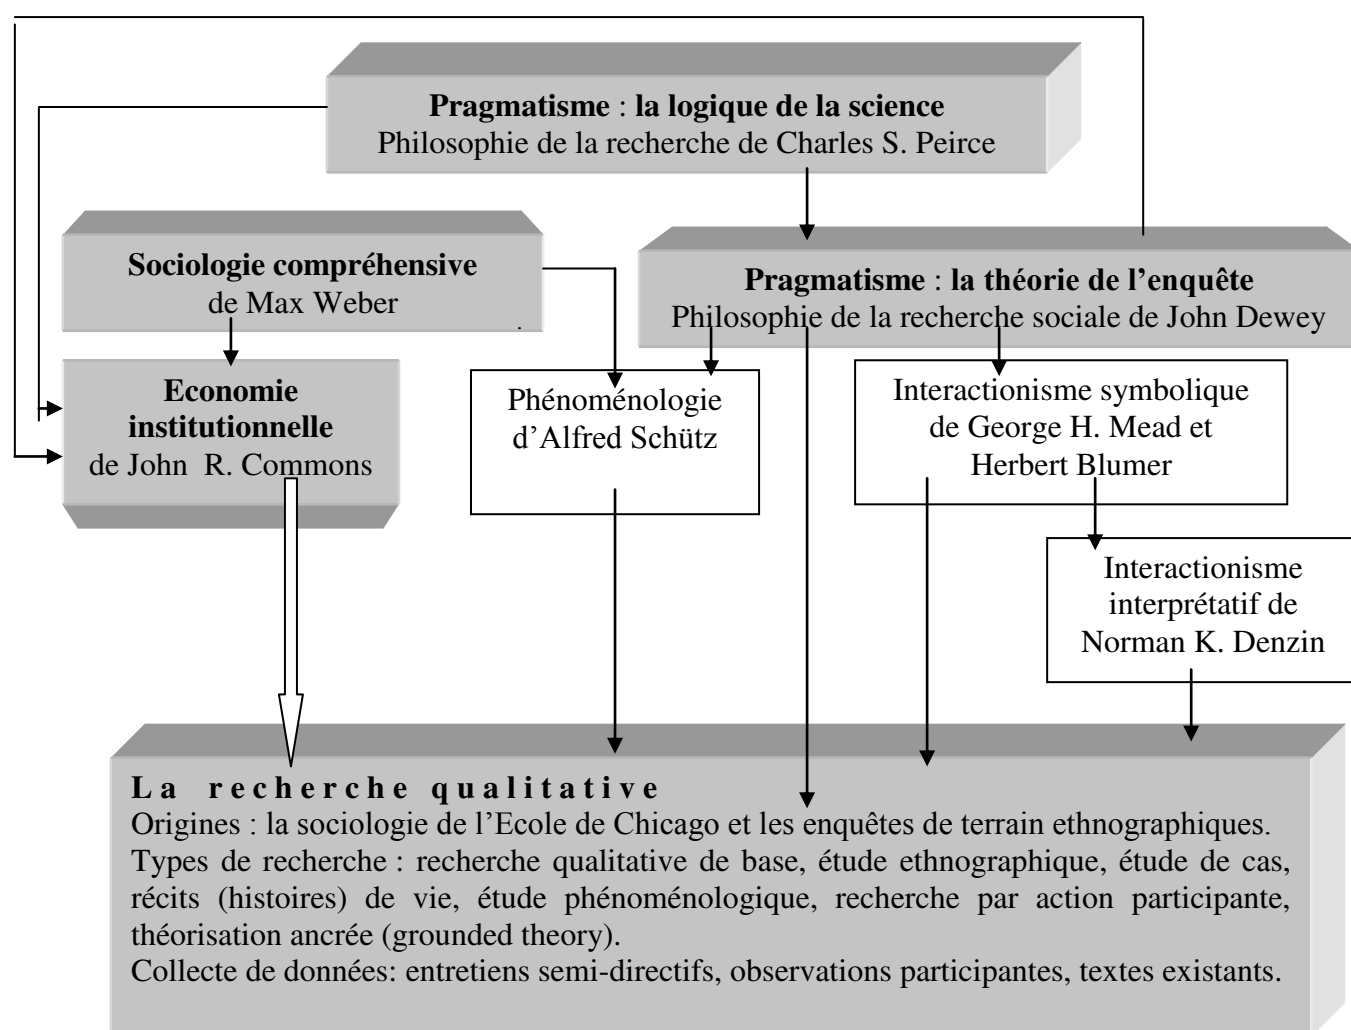 Pragmatisme : la logique de la science
Philosophie de la recherche de Charles S. Peirce
Sociologie compréhensive
de Max Weber
Pragmatisme : la théorie de l’enquête
Philosophie de la recherche sociale de John Dewey
Economie
institutionnelle
de John R. Commons
Phénoménologie
d’Alfred Schütz
Interactionisme symbolique
de George H. Mead et
Herbert Blumer
Interactionisme
interprétatif de
Norman K. Denzin
La recherche qualitative
Origines : la sociologie de l’Ecole de Chicago et les enquêtes de terrain ethnographiques.
Types de recherche : recherche qualitative de base, étude ethnographique, étude de cas,
récits (histoires) de vie, étude phénoménologique, recherche par action participante,
théorisation ancrée (grounded theory).
Collecte de données: entretiens semi-directifs, observations participantes, textes existants.